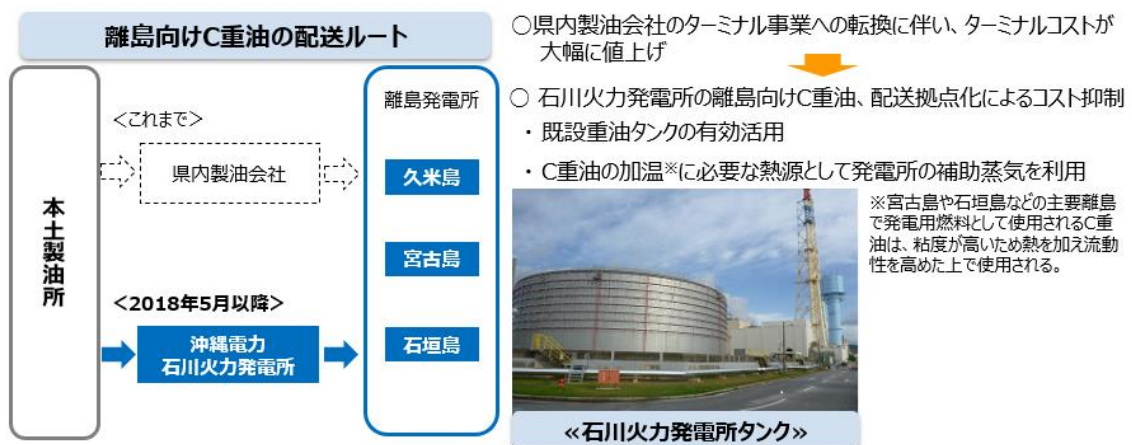 離島向けC重油の配送ルート
本土製油所
<これまで>
県内製油会社
<2018年5月以降>
沖縄電力
石川火力発電所
離島発電所
久米島
宮古島
石垣島
○県内製油会社のターミナル事業への転換に伴い、ターミナルコストが
大幅に値上げ
○ 石川火力発電所の離島向けC重油、配送拠点化によるコスト抑制
・ 既設重油タンクの有効活用
・ C重油の加温※に必要な熱源として発電所の補助蒸気を利用
※宮古島や石垣島などの主要離島
で発電用燃料として使用されるC重
油は、粘度が高いため熱を加え流動
性を高めた上で使用される。
≪石川火力発電所タンク≫